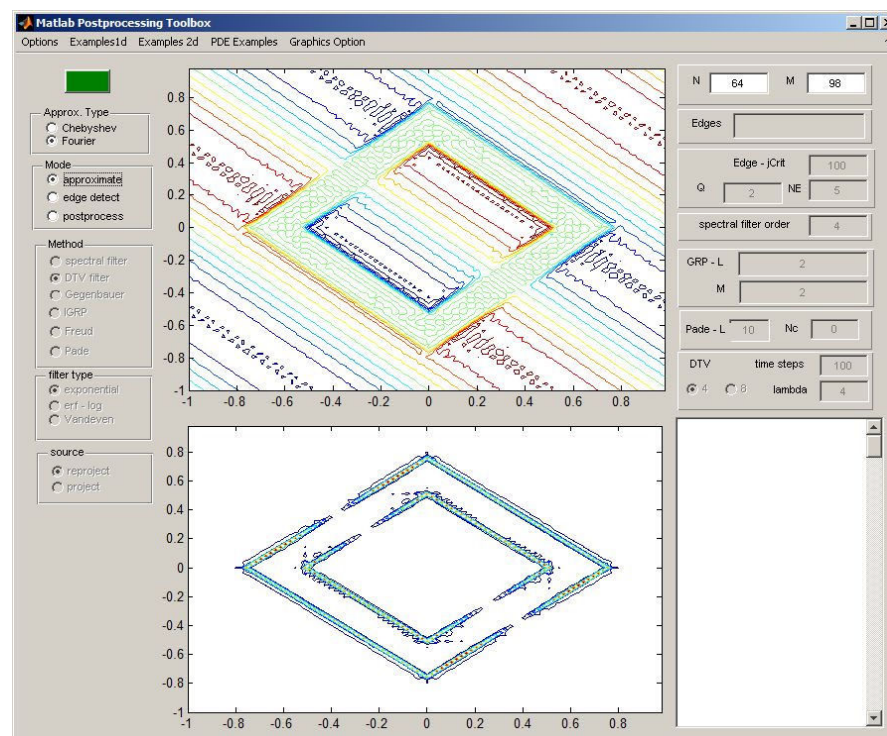 Matlab Postprocessing Toolbox
Options Examples1d Examples 2d PDE Examples Graphics Option
Approx. Type
Chebyshev
Fourier
Mode
approximate
edge detect
postprocess
Method
spectral filter
DTV filter
Gegenbauer
IGRP
Freud
Pade
filter type
exponential
erf - log
Vandeven
source
reproject
project
0.8
0.6
0.4
0.2
0
-0.2
-0.4
-0.6
-0.8
-1
-1 -0.8 -0.6 -0.4 -0.2 0 0.2 0.4 0.6 0.8
0.8
0.6
0.4
0.2
0
-0.2
-0.4
-0.6
-0.8
-1
-1 -0.8 -0.6 -0.4 -0.2 0 0.2 0.4 0.6 0.8
N 64 M 98
Edges
Edge - jCrit 100
Q 2 NE 5
spectral filter order 4
GRP - L 2
M 2
Pade - L 10 Nc 0
DTV time steps 100
4 8 lambda 4